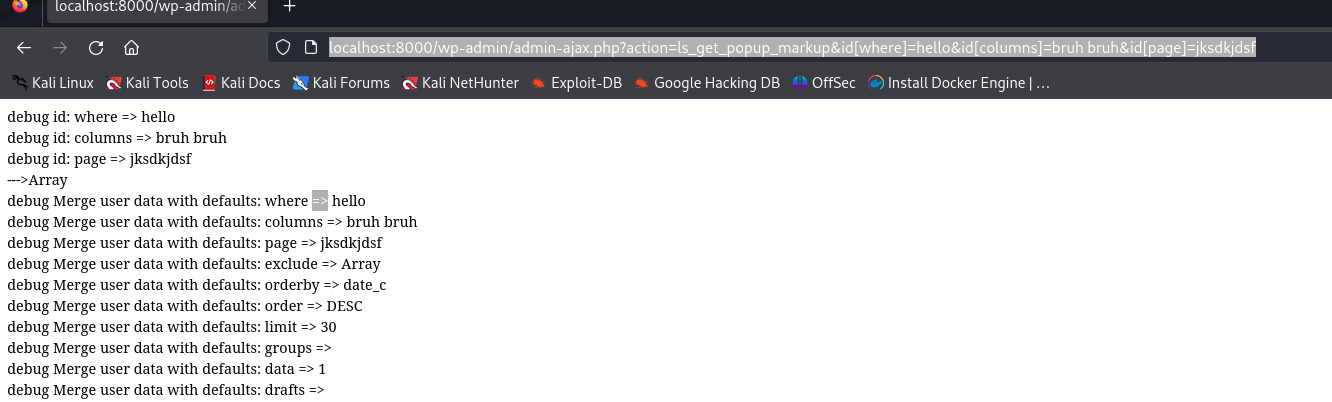 localhost:8000/wp-admin/ad
localhost:8000/wp-admin/admin-ajax.php?action=ls_get_popup_markup&id[where]=hello&id[columns]=bruh bruh&id[page]=jksdkjdsf
Kali Linux Kali Tools Kali Docs Kali Forums Kali NetHunter Exploit-DB Google Hacking DB OffSec Install Docker Engine | ...
debug id: where => hello
debug id: columns => bruh bruh
debug id: page => jksdkjdsf
--->Array
debug Merge user data with defaults: where => hello
debug Merge user data with defaults: columns => bruh bruh
debug Merge user data with defaults: page => jksdkjdsf
debug Merge user data with defaults: exclude => Array
debug Merge user data with defaults: orderby => date_c
debug Merge user data with defaults: order => DESC
debug Merge user data with defaults: limit => 30
debug Merge user data with defaults: groups =>
debug Merge user data with defaults: data => 1
debug Merge user data with defaults: drafts =>